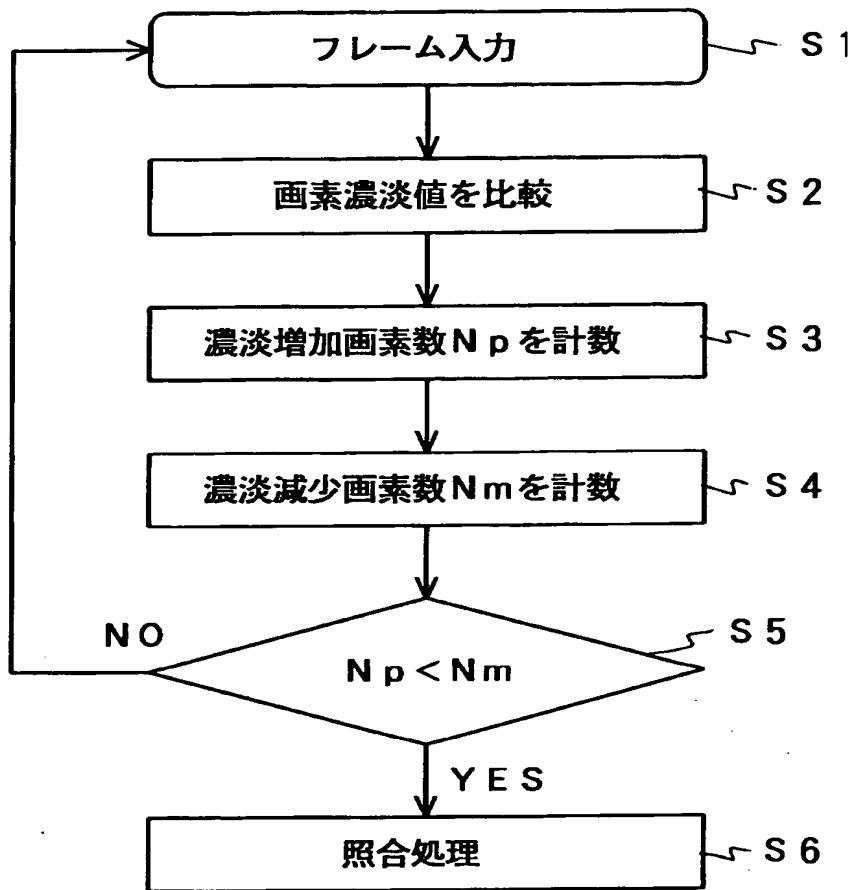 フレーム入力
S1
画素濃淡値を比較
S2
濃淡増加画素数Npを計数
S3
濃淡減少画素数Nmを計数
S4
NO
Np<Nm
S5
YES
照合処理
S6